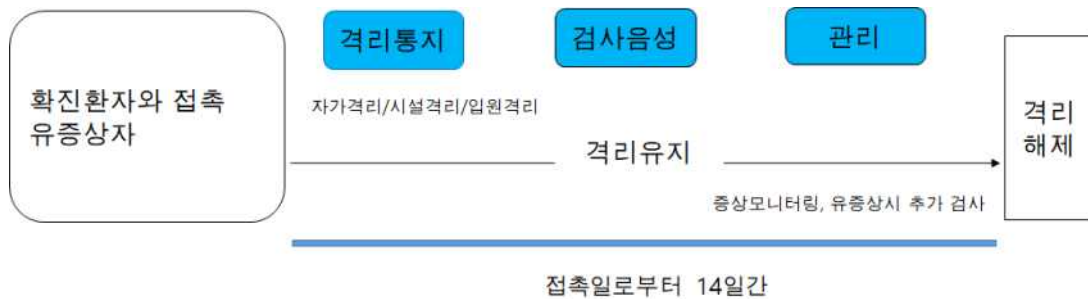 격리통지
검사음성
관리
확진환자와 접촉
유증상자
자가격리/시설격리/입원격리
격리유지
증상모니터링, 유증상시 추가 검사
격리
해제
접촉일로부터 14일간